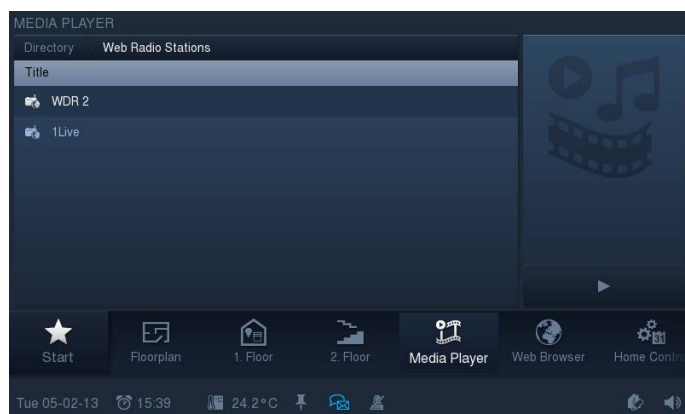 MEDIA PLAYER
Directory Web Radio Stations
Title
WDR 2
1Live
Start Floorplan 1. Floor 2. Floor Media Player Web Browser Home Contro
31
Tue 05-02-13 15:39 24.2°C